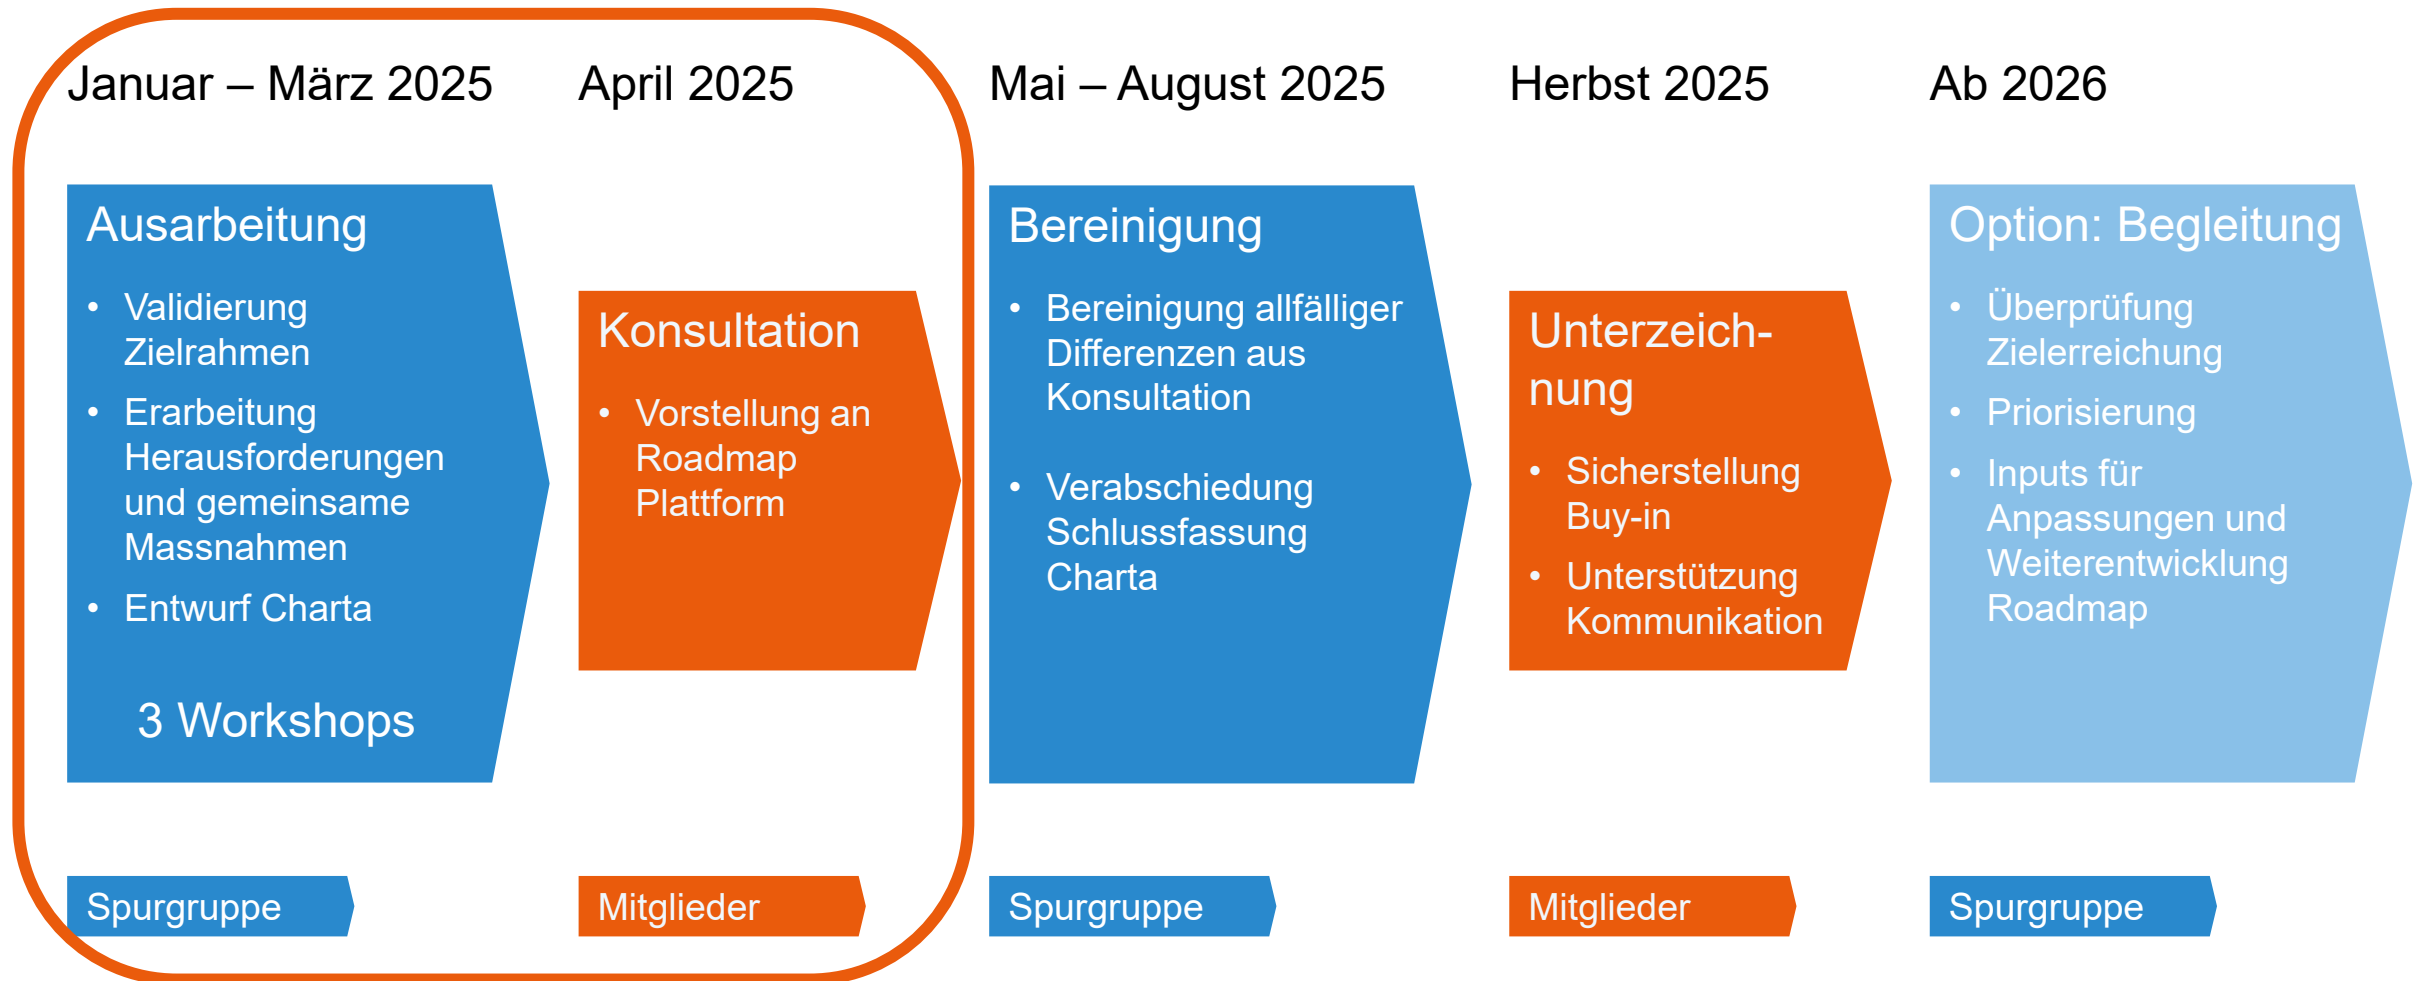 Januar – März 2025
April 2025
Mai – August 2025
Herbst 2025
Ab 2026
Ausarbeitung
• Validierung
Zielrahmen
• Erarbeitung
Herausforderungen
und gemeinsame
Massnahmen
• Entwurf Charta
3 Workshops
Konsultation
• Vorstellung an
Roadmap
Plattform
Bereinigung
• Bereinigung allfälliger
Differenzen aus
Konsultation
• Verabschiedung
Schlussfassung
Charta
Unterzeich-
nung
• Sicherstellung
Buy-in
• Unterstützung
Kommunikation
Option: Begleitung
• Überprüfung
Zielerreichung
• Priorisierung
• Inputs für
Anpassungen und
Weiterentwicklung
Roadmap
Spurgruppe
Mitglieder
Spurgruppe
Mitglieder
Spurgruppe